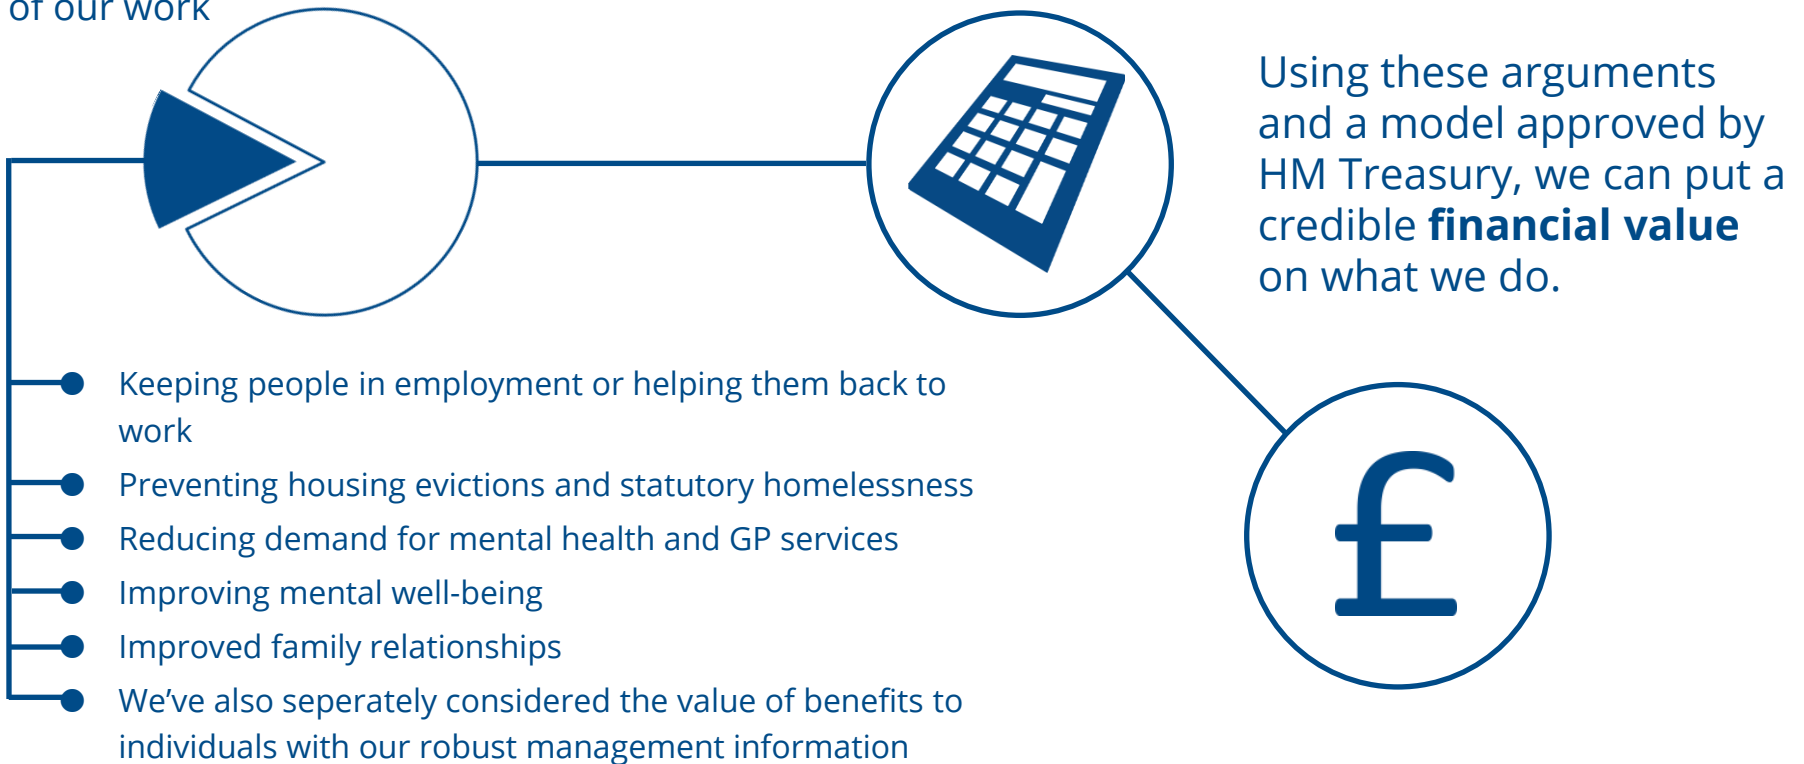 of our work
Using these arguments
and a model approved by
HM Treasury, we can put a
credible financial value
on what we do.
Keeping people in employment or helping them back to
work
Preventing housing evictions and statutory homelessness
Reducing demand for mental health and GP services
Improving mental well-being
Improved family relationships
We’ve also seperately considered the value of benefits to
individuals with our robust management information
£